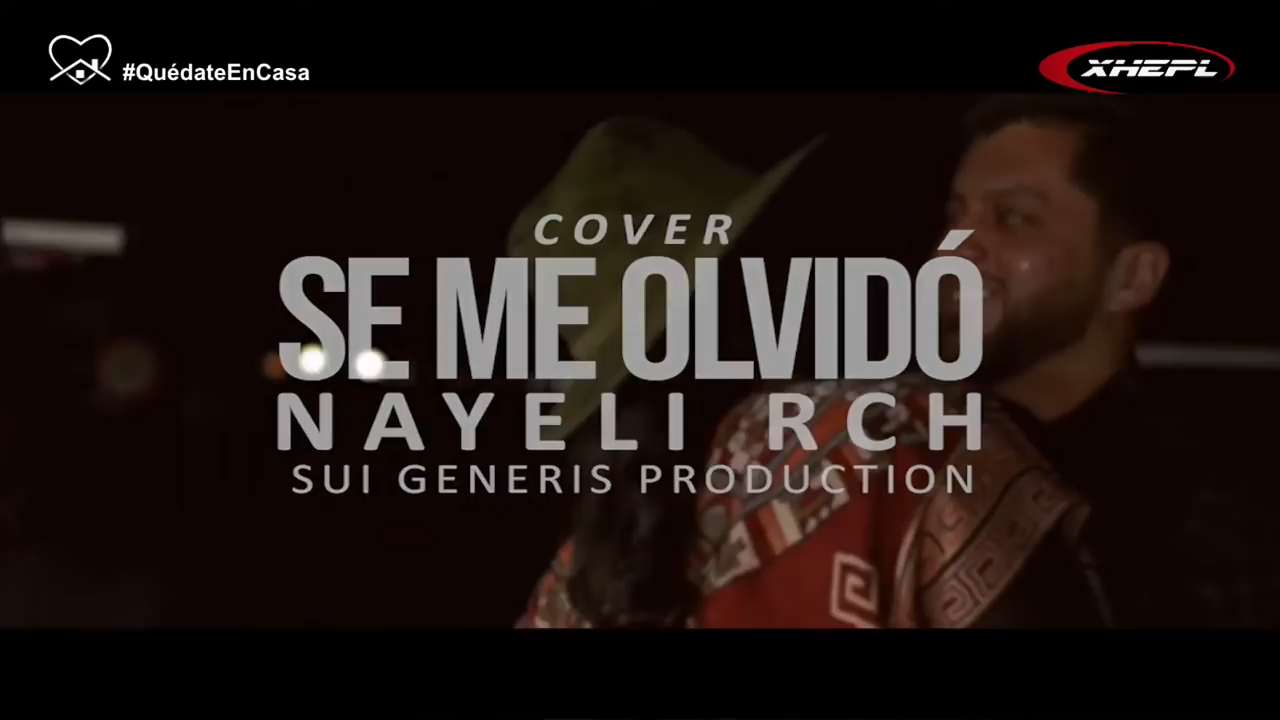 #QuédateEnCasa
XHEPL
COVER
SE ME OLVIDÓ
NAYELI RCH
SUI GENERIS PRODUCTION